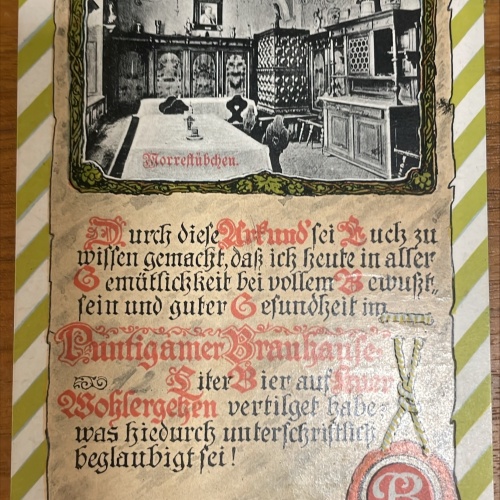 Morrestübchen.
Durch diese Urkund' sei Euch zu
wissen gemacht, daß ich heute in aller
Gemütlichkeit bei vollem Bewußt-
sein und guter Gesundheit im
Puntigamer Brauhause
Liter Bier auf Euer
Wohlergehen vertilget habe:
was hiedurch unterschriftlich
beglaubigt sei!